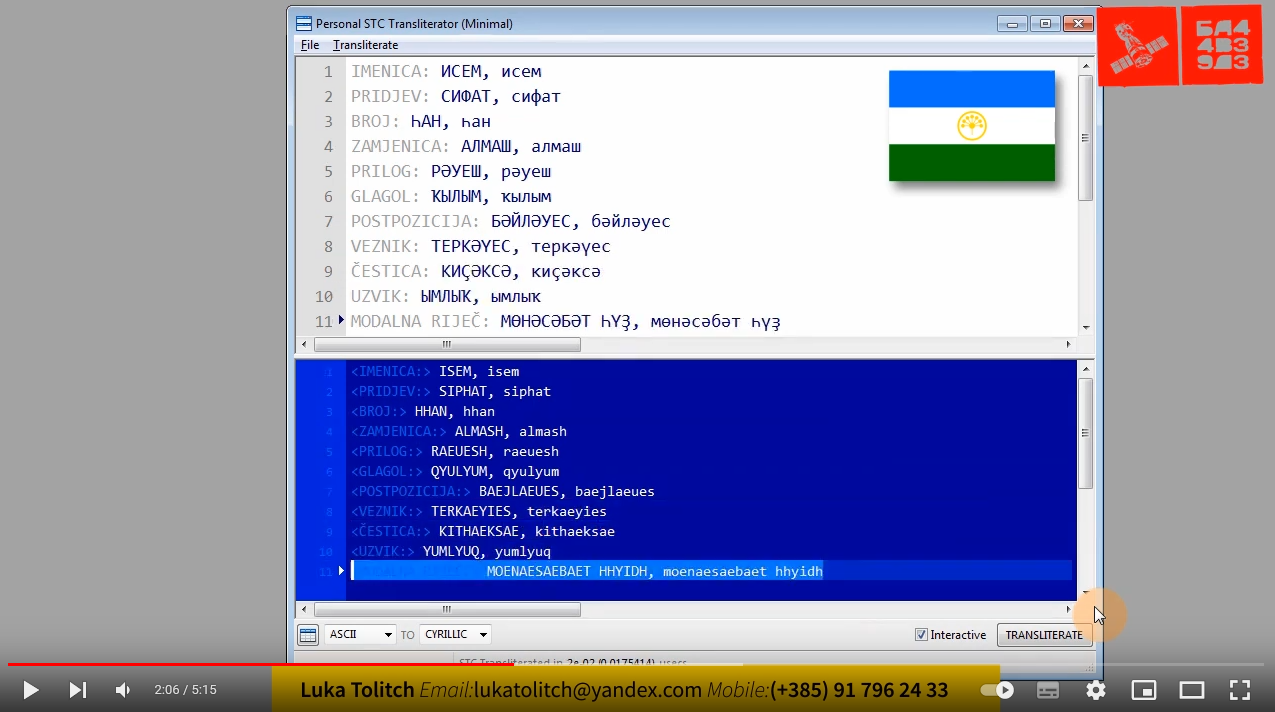 Personal STC Transliterator (Minimal)
File Transliterate
1 IMENICA: ИСЕМ, исем
2 PRIDJEV: СИФАТ, сифат
3 BROJ: ҺАН, һан
4 ZAMJENICA: АЛМАШ, алмаш
5 PRILOG: РӘУЕШ, рәуеш
6 GLAGOL: ҠЫЛЫМ, ҡылым
7 POSTPOZICIJA: БӘЙЛӘУЕС, бәйләуес
8 VEZNIK: ТЕРКӘҮЕС, теркәүес
9 ČESTICA: КИҪӘКСӘ, киҫәксә
10 UZVIK: ЫМЛЫҠ, ымлыҡ
11 MODALNA RIJEČ: МӨНӘСӘБӘТ ҺҮҘ, мөнәсәбәт һүҙ
1 <IMENICA:> ISEM, isem
2 <PRIDJEV:> SIPHAT, siphat
3 <BROJ:> HHAN, hhan
4 <ZAMJENICA:> ALMASH, almash
5 <PRILOG:> RAEUESH, raeuesh
6 <GLAGOL:> QYULYUM, qyulyum
7 <POSTPOZICIJA:> BAEJLAEUES, baejlaeues
8 <VEZNIK:> TERKAEYIES, terkaeyies
9 <ČESTICA:> KITHAEKSAE, kithaeksae
10 <UZVIK:> YUMLYUQ, yumlyuq
11 MOENAESAEBAET HHYIDH, moenaesaebaet hhyidh
ASCII TO CYRILLIC Interactive TRANSLITERATE
STC Transliterated in 2e-02 (0.0175414) usecs
2:06 / 5:15 Luka Tolitch Email:lukatolitch@yandex.com Mobile:(+385) 91 796 24 33